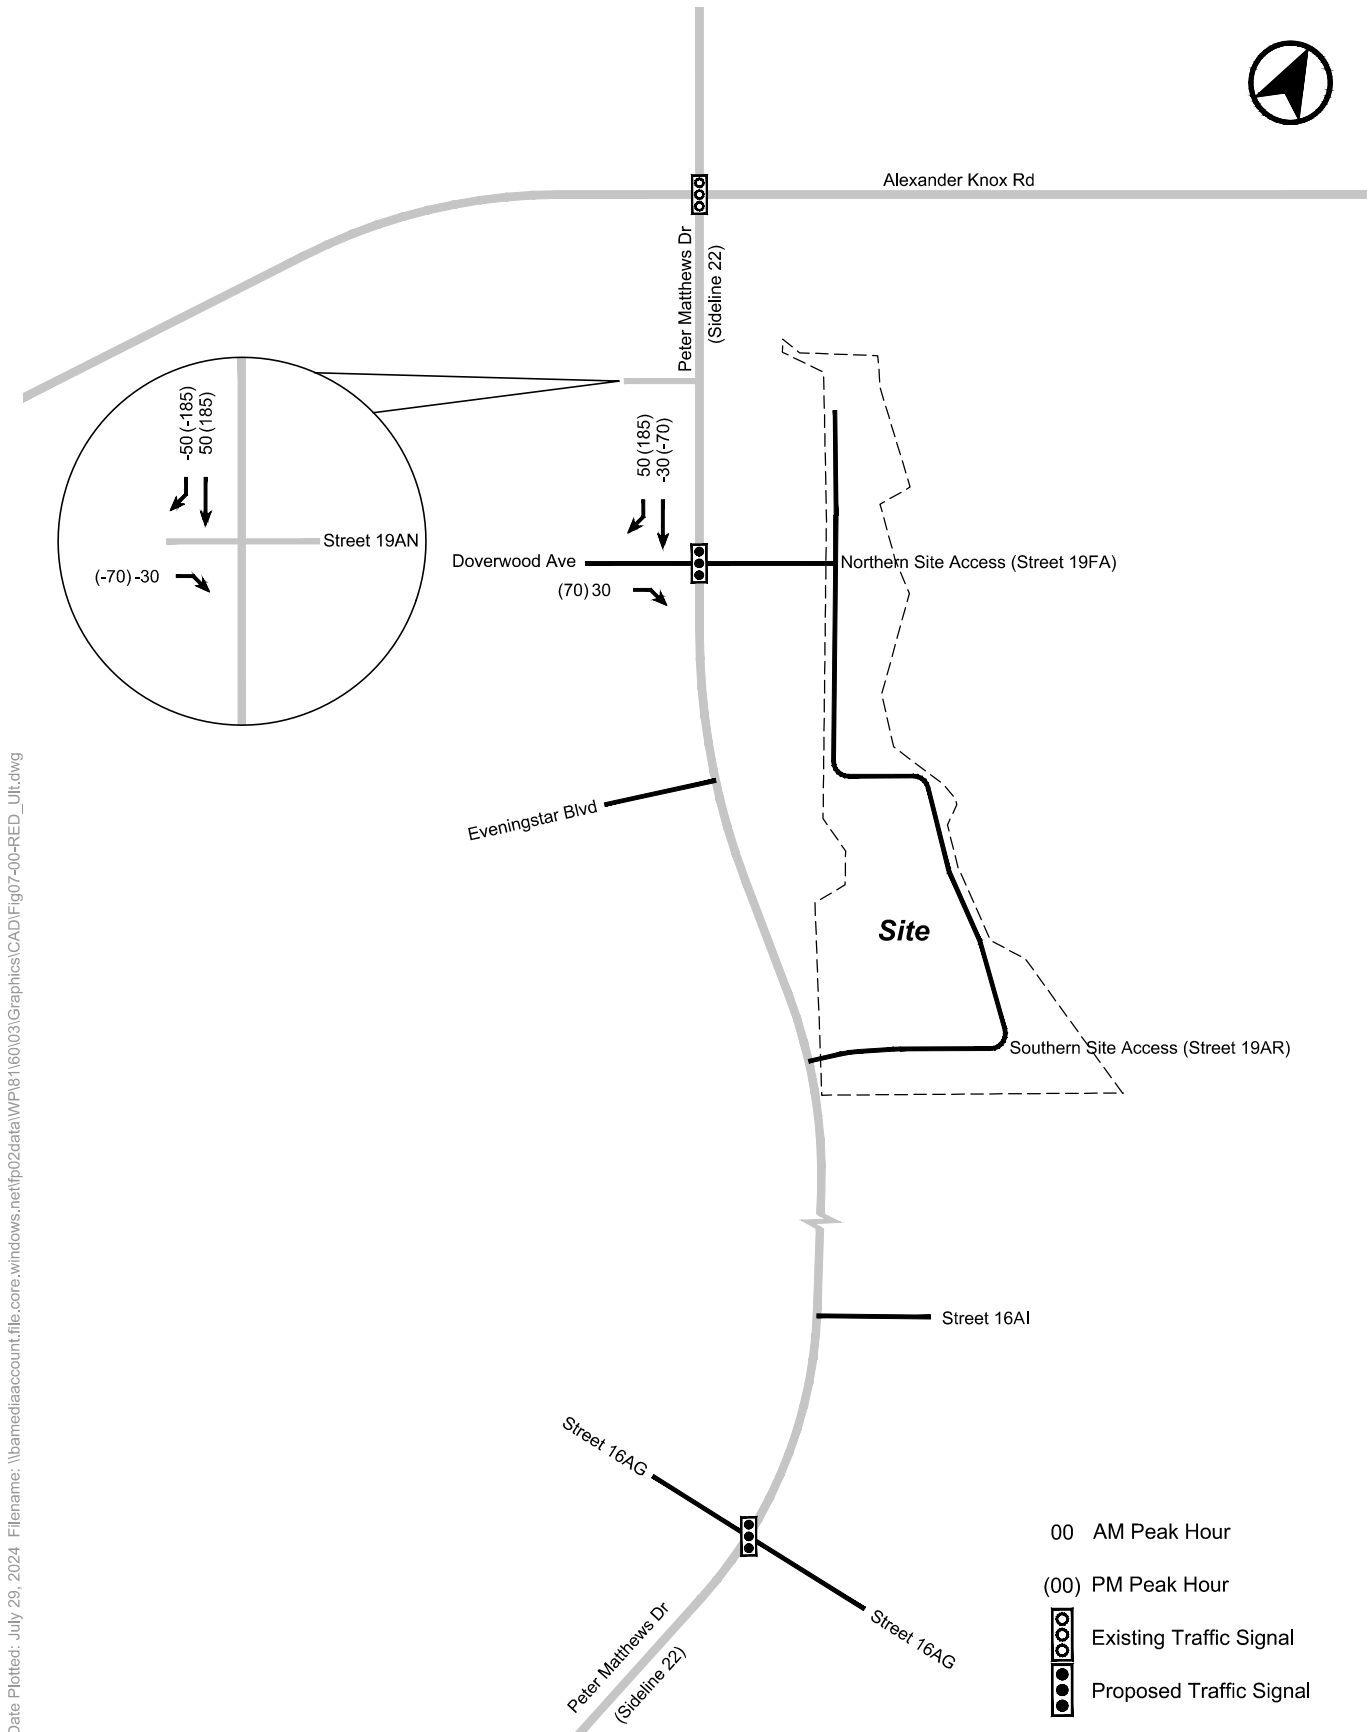 Alexander Knox Rd
Peter Matthews Dr
(Sideline 22)
-50 (-185)
50 (185)
Street 19AN
(-70) -30
50 (185)
-30 (-70)
Doverwood Ave
Northern Site Access (Street 19FA)
(70) 30
Eveningstar Blvd
Site
Southern Site Access (Street 19AR)
Street 16AI
Street 16AG
Street 16AG
Peter Matthews Dr
(Sideline 22)
00 AM Peak Hour
(00) PM Peak Hour
Existing Traffic Signal
Proposed Traffic Signal
Date Plotted: July 29, 2024 Filename: \\bamediaaccount.file.core.windows.net\fp02data\WP\81\60\03\Graphics\CAD\Fig07-00-RED_Ult.dwg